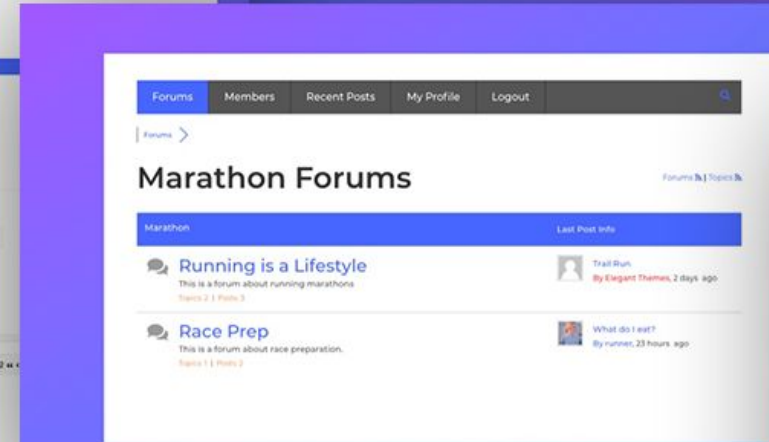 Forums Members Recent Posts My Profile Logout
Forums
Marathon Forums
Forums | Topics
Marathon Last Post Info
Running is a Lifestyle
This is a forum about running marathons
Topics 2 | Posts 3
Trail Run
By Elegant Themes, 2 days ago
Race Prep
This is a forum about race preparation.
Topics 1 | Posts 2
What do I eat?
By runner, 23 hours ago